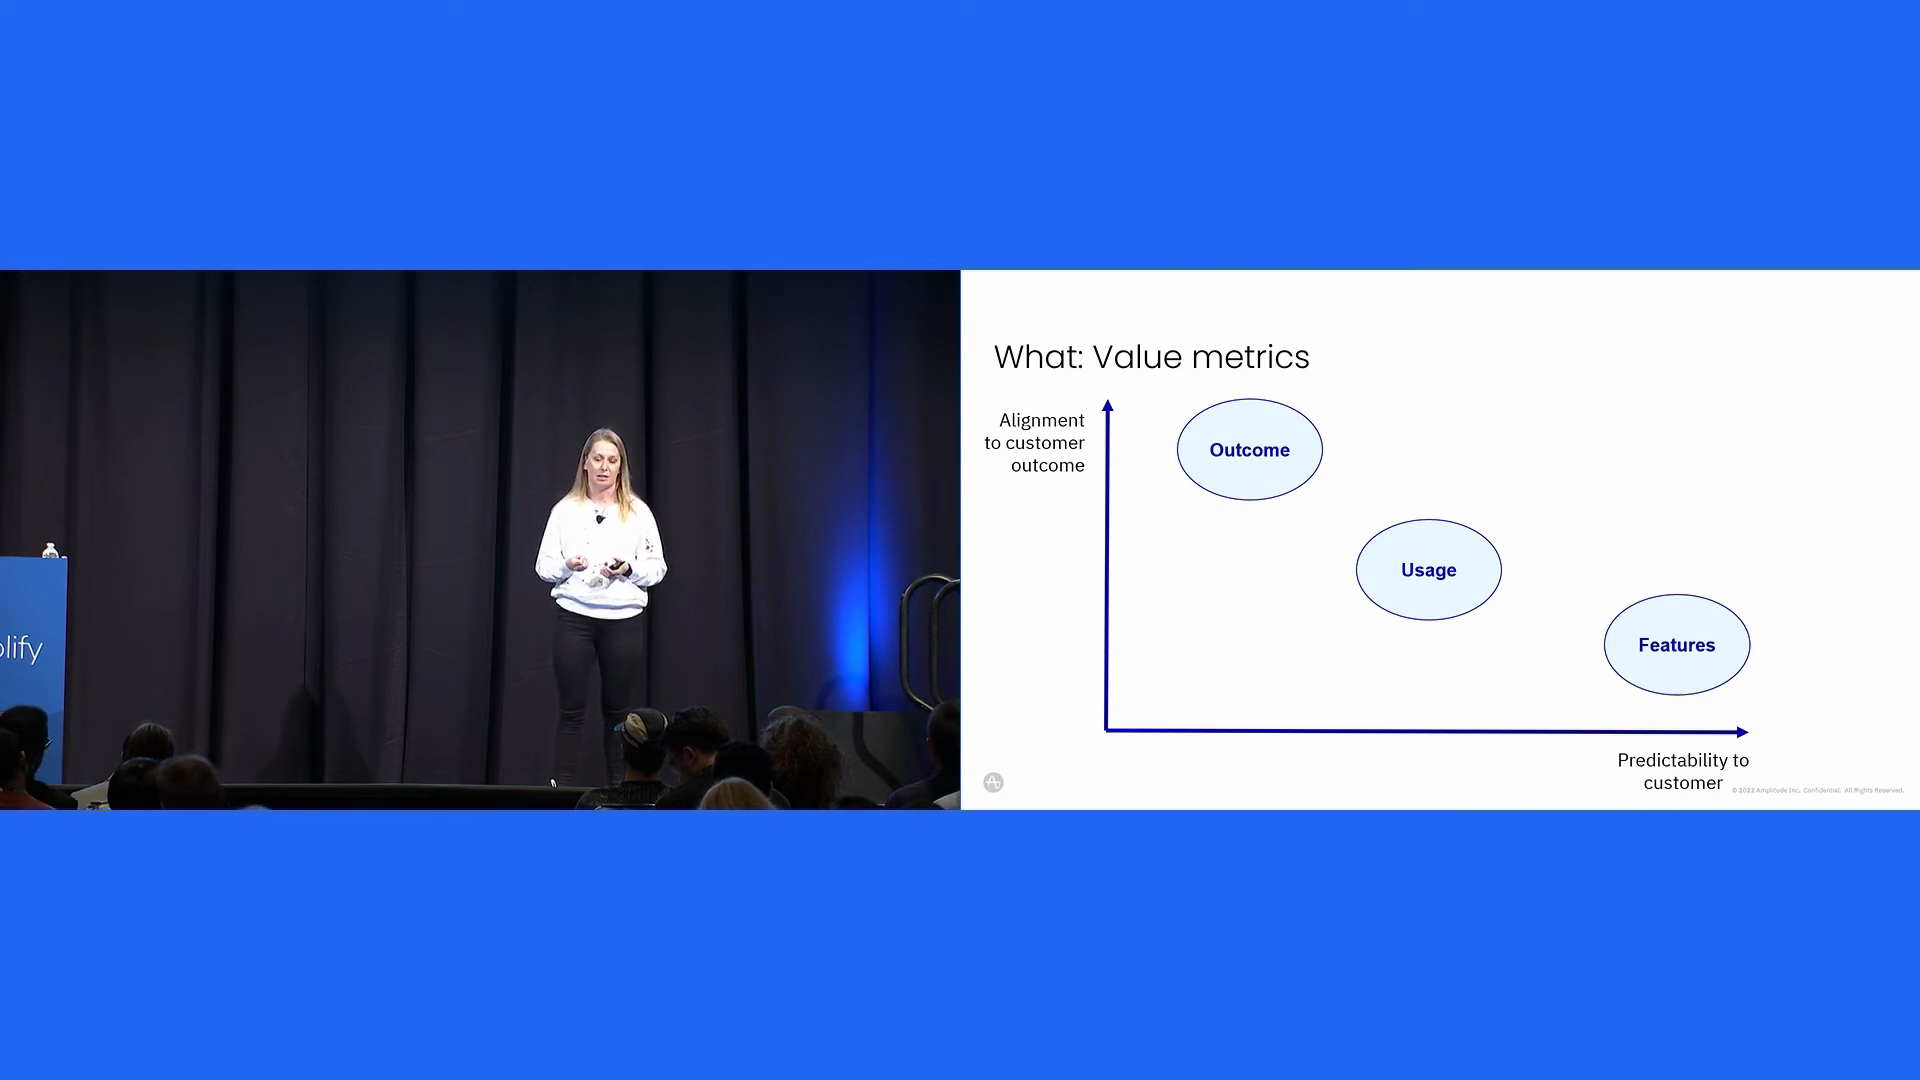 plify
What: Value metrics
Alignment
to customer
outcome
Outcome
Usage
Features
Predictability to
customer
© 2022 Amplitude Inc. Confidential. All Rights Reserved.